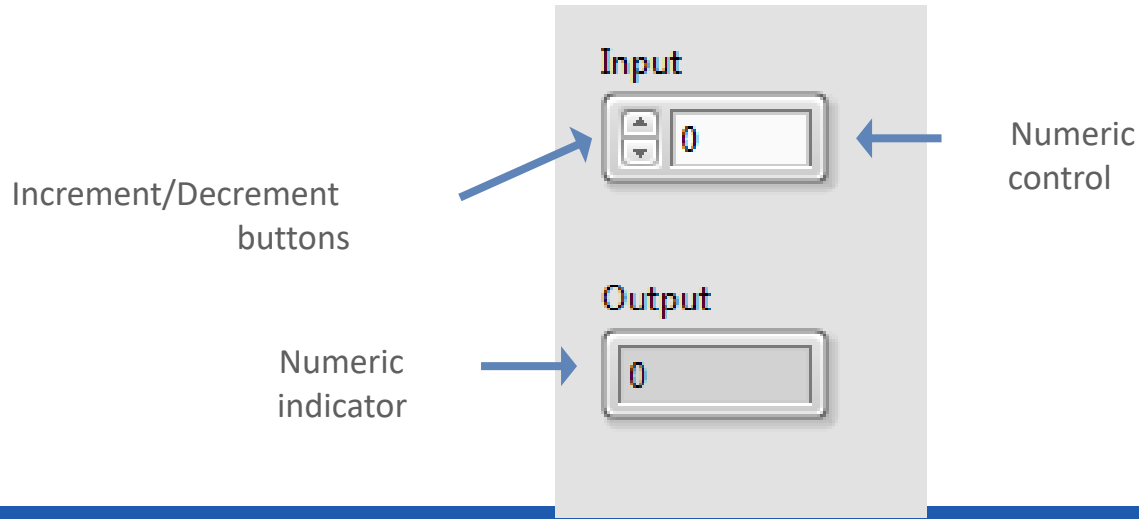 Input
0
Numeric
control
Increment/Decrement
buttons
Output
0
Numeric
indicator